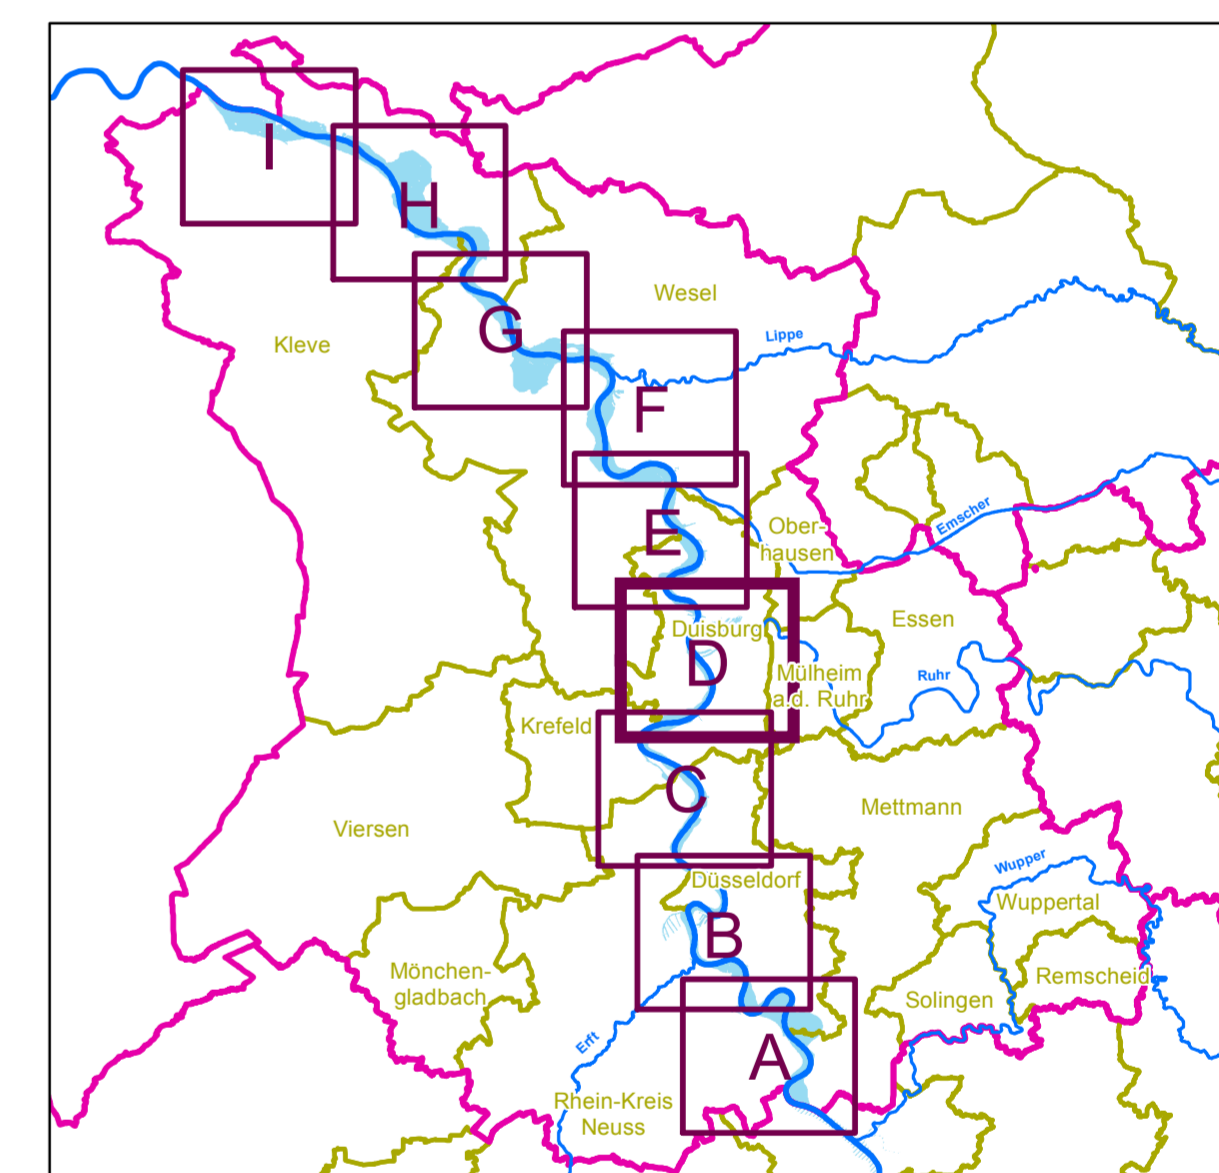 I
H
Wesel
G
Lippe
Kleve
F
Emscher
E
Ober-
hausen
Essen
Duisburg
D
Mülheim
a.d. Ruhr
Ruhr
Krefeld
C
Mettmann
Viersen
Wupper
Düsseldorf
Wuppertal
B
Mönchen-
gladbach
Remscheid
Solingen
Erft
A
Rhein-Kreis
Neuss